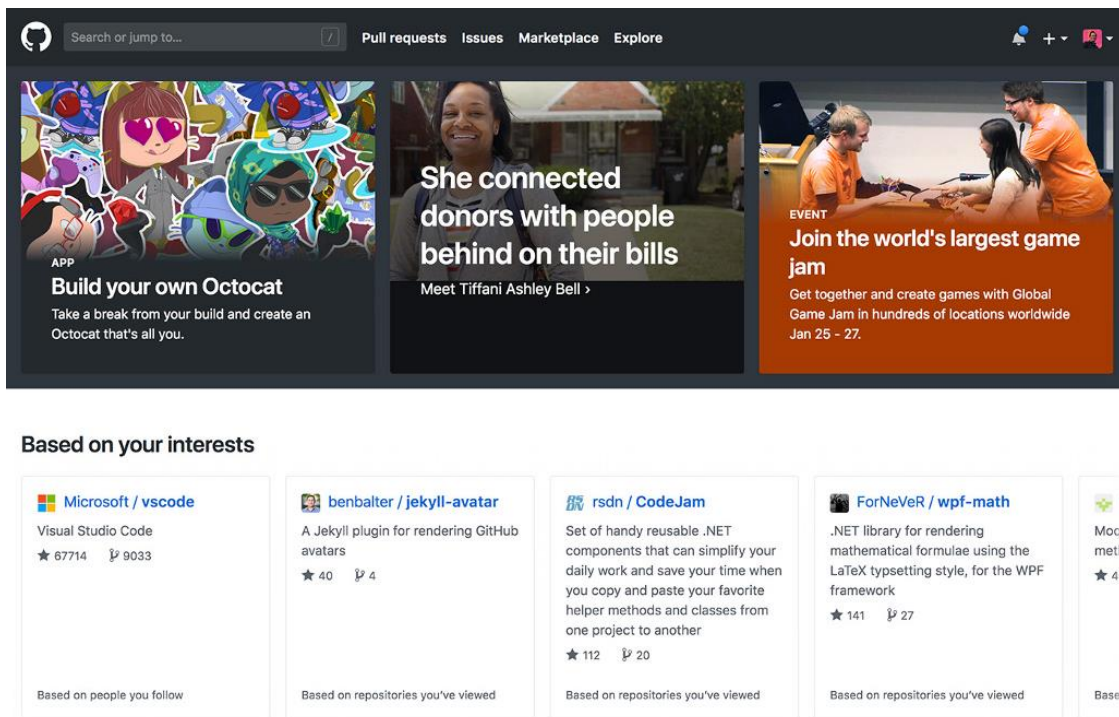 Search or jump to...
/
Pull requests Issues Marketplace Explore
APP
Build your own Octocat
Take a break from your build and create an
Octocat that's all you.
She connected
donors with people
behind on their bills
Meet Tiffani Ashley Bell ›
EVENT
Join the world's largest game
jam
Get together and create games with Global
Game Jam in hundreds of locations worldwide
Jan 25 - 27.
Based on your interests
Microsoft / vscode
Visual Studio Code
67714 9033
Based on people you follow
benbalter / jekyll-avatar
A Jekyll plugin for rendering GitHub
avatars
40 4
Based on repositories you've viewed
rsdn / CodeJam
Set of handy reusable .NET
components that can simplify your
daily work and save your time when
you copy and paste your favorite
helper methods and classes from
one project to another
112 20
Based on repositories you've viewed
ForNeVeR / wpf-math
.NET library for rendering
mathematical formulae using the
LaTeX typsetting style, for the WPF
framework
141 27
Based on repositories you've viewed